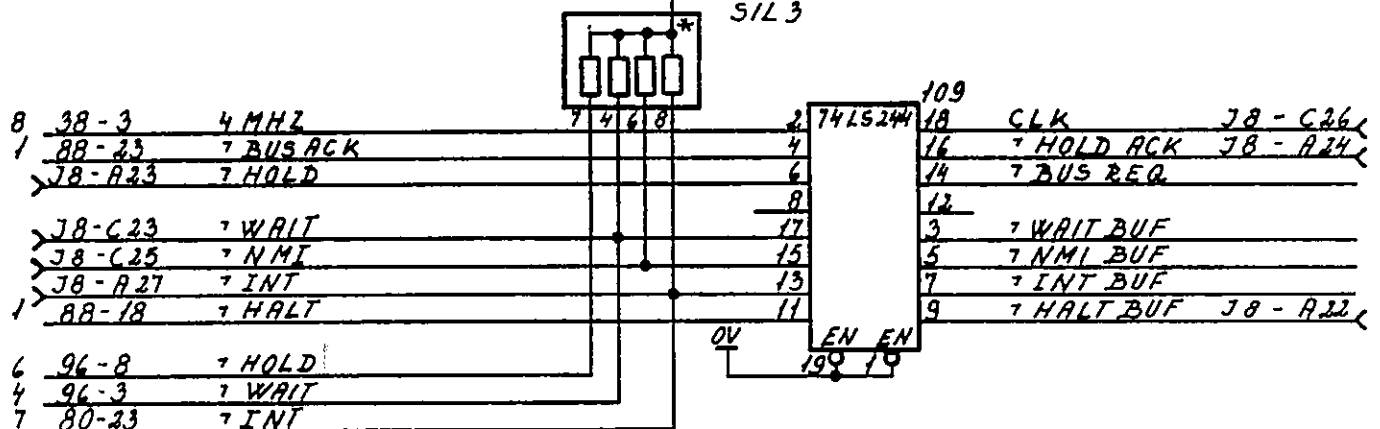 SIL 3
*
109
7 4 6 8
8 38-3 4 MHZ 2 74LS244 18 CLK J8 - C26
1 88-23 ¬ BUSACK 4 16 ¬ HOLD ACK J8 - A24
J8-A23 ¬ HOLD 6 14 ¬ BUS REQ
8 12
J8-C23 ¬ WAIT 17 3 ¬ WAIT BUF
J8-C25 ¬ NMI 15 5 ¬ NMI BUF
J8-A27 ¬ INT 13 7 ¬ INT BUF
1 88-18 ¬ HALT 11 9 ¬ HALT BUF J8 - A22
0V EN EN
19 1
6 96-8 ¬ HOLD
4 96-3 ¬ WAIT
7 80-23 ¬ INT